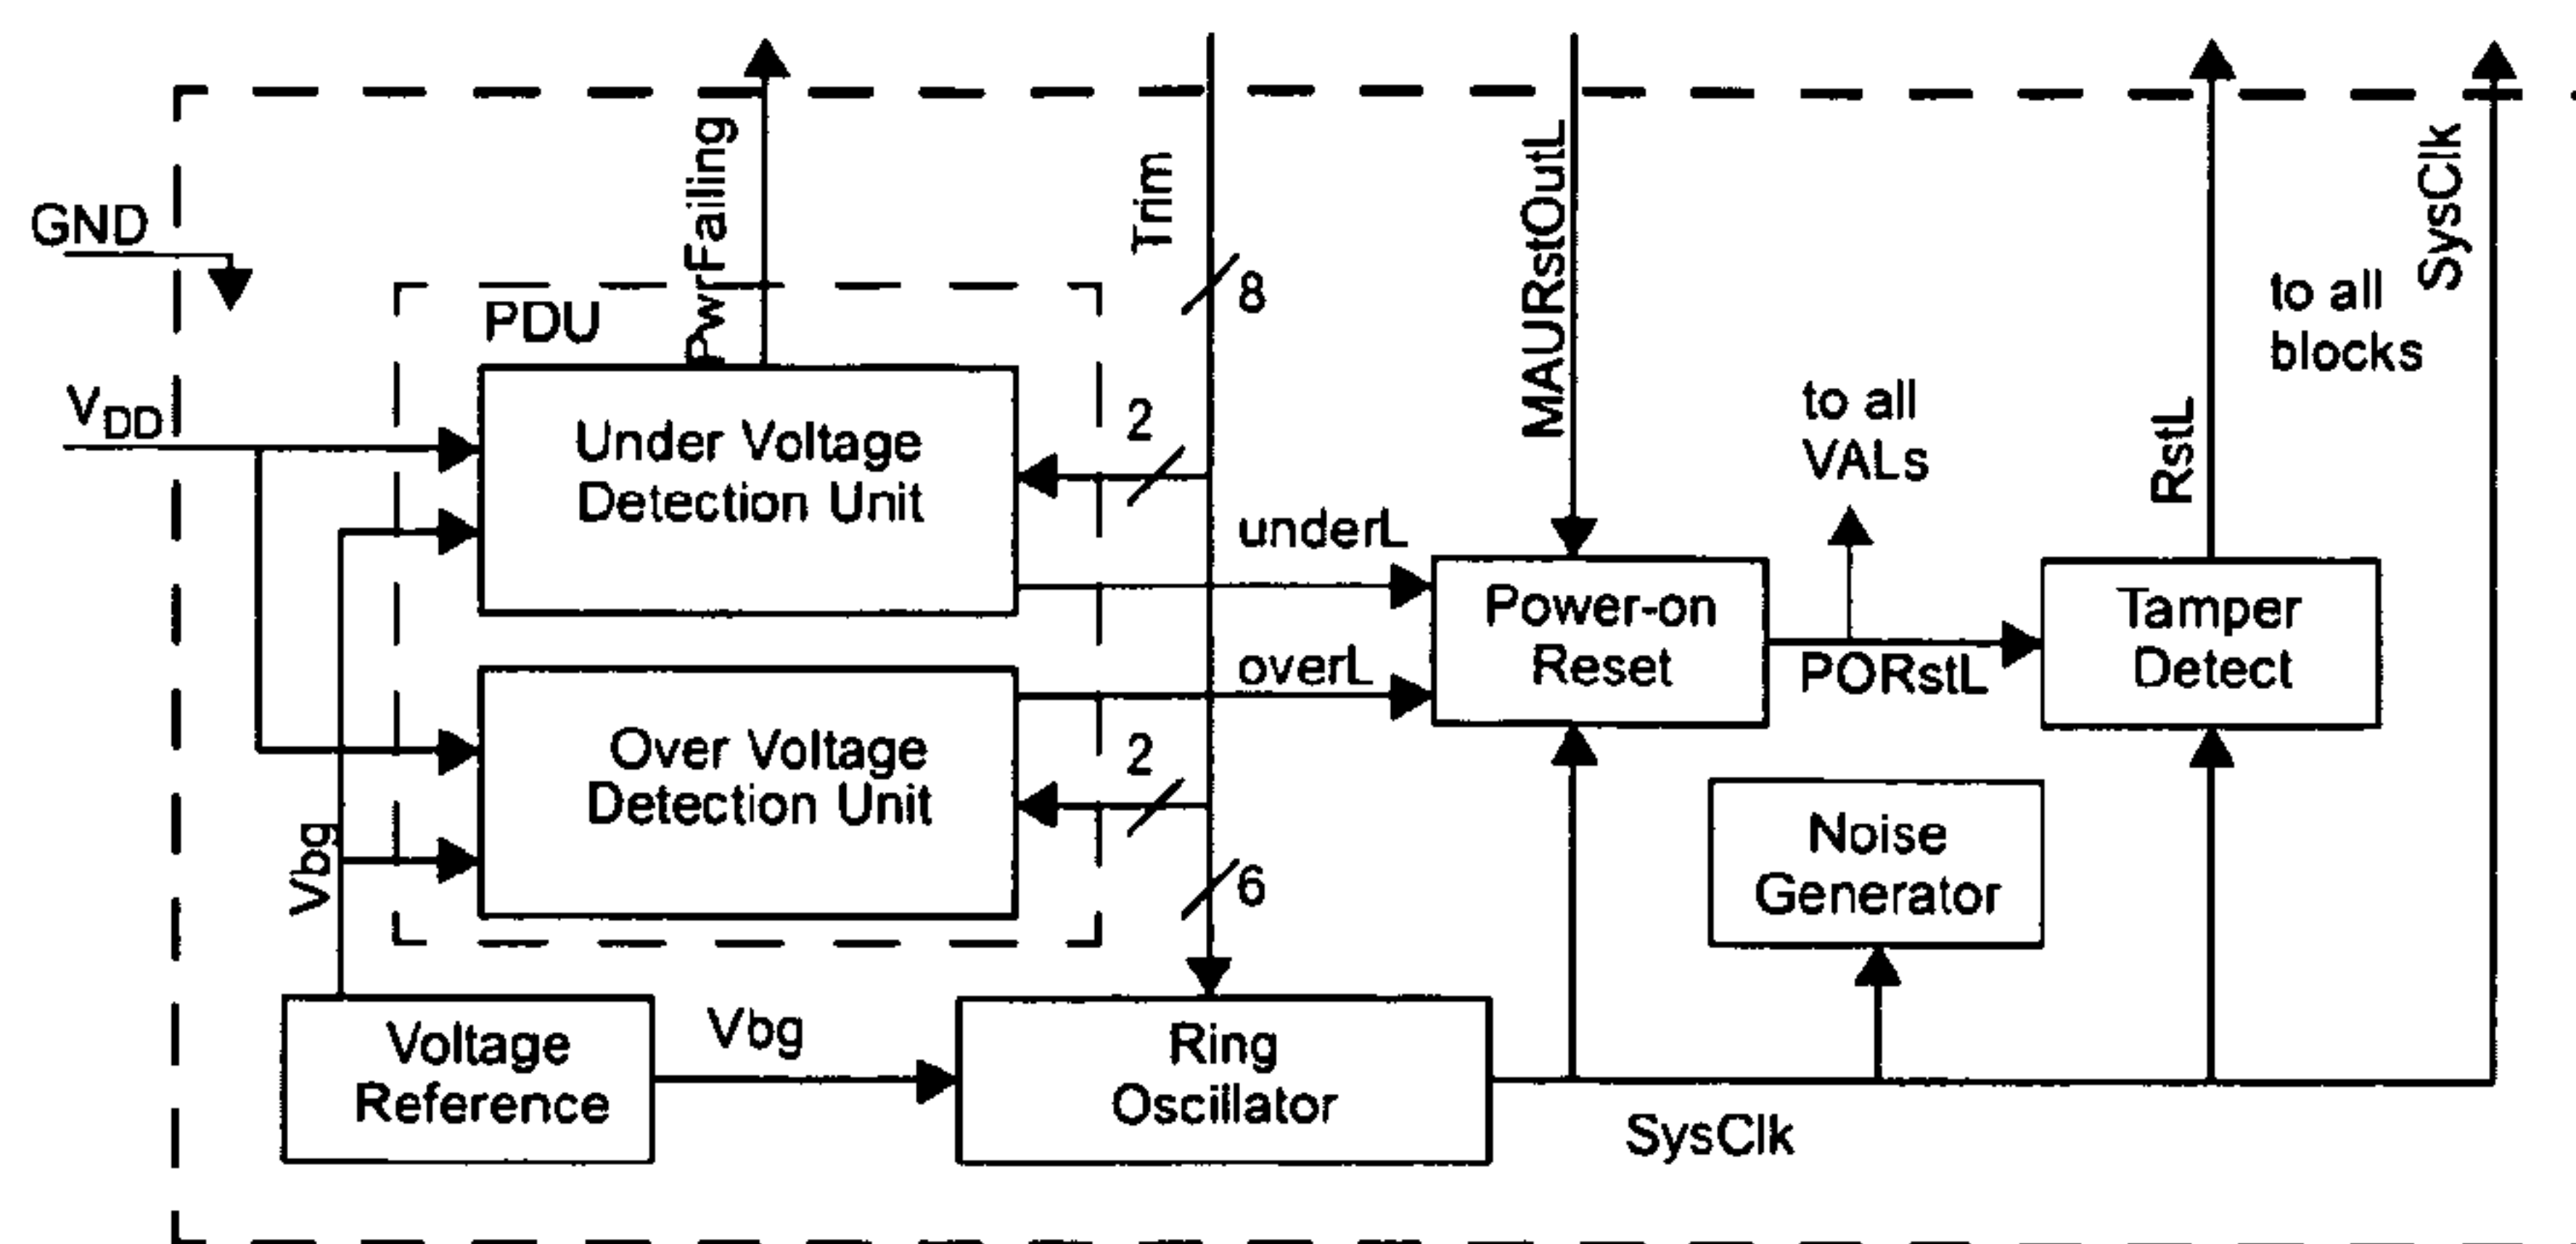 GND
V_DD
PwrFailing
Trim
8
MAURstOutL
SysClk
to all
blocks
RstL
to all
VALs
PDU
Under Voltage
Detection Unit
2
underL
Power-on
Reset
PORstL
Tamper
Detect
overL
Over Voltage
Detection Unit
2
6
Noise
Generator
Vbg
Voltage
Reference
Vbg
Ring
Oscillator
SysClk